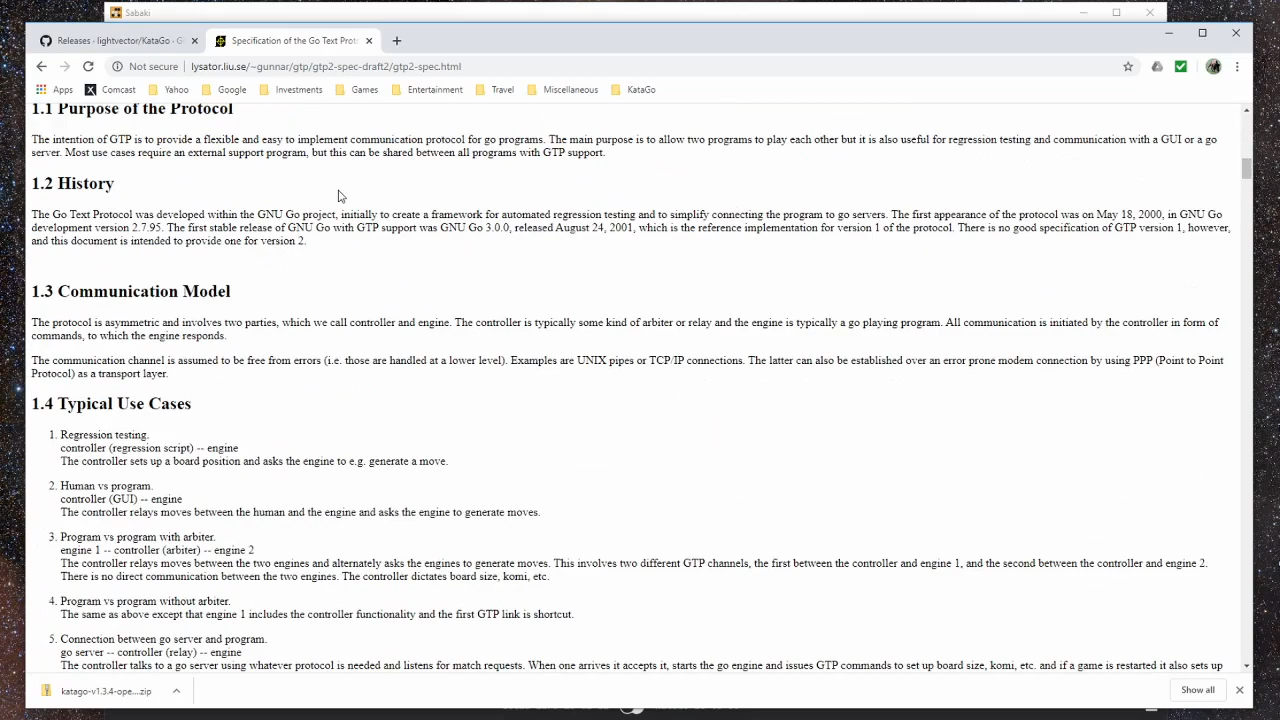 Sabaki
Releases · lightvector/KataGo · G
Specification of the Go Text Prot
Not secure
lysator.liu.se/~gunnar/gtp/gtp2-spec-draft2/gtp2-spec.html
Apps
Comcast
Yahoo
Google
Investments
Games
Entertainment
Travel
Miscellaneous
KataGo
1.1 Purpose of the Protocol
The intention of GTP is to provide a flexible and easy to implement communication protocol for go programs. The main purpose is to allow two programs to play each other but it is also useful for regression testing and communication with a GUI or a go
server. Most use cases require an external support program, but this can be shared between all programs with GTP support.
1.2 History
The Go Text Protocol was developed within the GNU Go project, initially to create a framework for automated regression testing and to simplify connecting the program to go servers. The first appearance of the protocol was on May 18, 2000, in GNU Go
development version 2.7.95. The first stable release of GNU Go with GTP support was GNU Go 3.0.0, released August 24, 2001, which is the reference implementation for version 1 of the protocol. There is no good specification of GTP version 1, however,
and this document is intended to provide one for version 2.
1.3 Communication Model
The protocol is asymmetric and involves two parties, which we call controller and engine. The controller is typically some kind of arbiter or relay and the engine is typically a go playing program. All communication is initiated by the controller in form of
commands, to which the engine responds.
The communication channel is assumed to be free from errors (i.e. those are handled at a lower level). Examples are UNIX pipes or TCP/IP connections. The latter can also be established over an error prone modem connection by using PPP (Point to Point
Protocol) as a transport layer.
1.4 Typical Use Cases
1. Regression testing.
controller (regression script) -- engine
The controller sets up a board position and asks the engine to e.g. generate a move.
2. Human vs program.
controller (GUI) -- engine
The controller relays moves between the human and the engine and asks the engine to generate moves.
3. Program vs program with arbiter.
engine 1 -- controller (arbiter) -- engine 2
The controller relays moves between the two engines and alternately asks the engines to generate moves. This involves two different GTP channels, the first between the controller and engine 1, and the second between the controller and engine 2.
There is no direct communication between the two engines. The controller dictates board size, komi, etc.
4. Program vs program without arbiter.
The same as above except that engine 1 includes the controller functionality and the first GTP link is shortcut.
5. Connection between go server and program.
go server -- controller (relay) -- engine
The controller talks to a go server using whatever protocol is needed and listens for match requests. When one arrives it accepts it, starts the go engine and issues GTP commands to set up board size, komi, etc. and if a game is restarted it also sets up
katago-v1.3.4-ope....zip
Show all